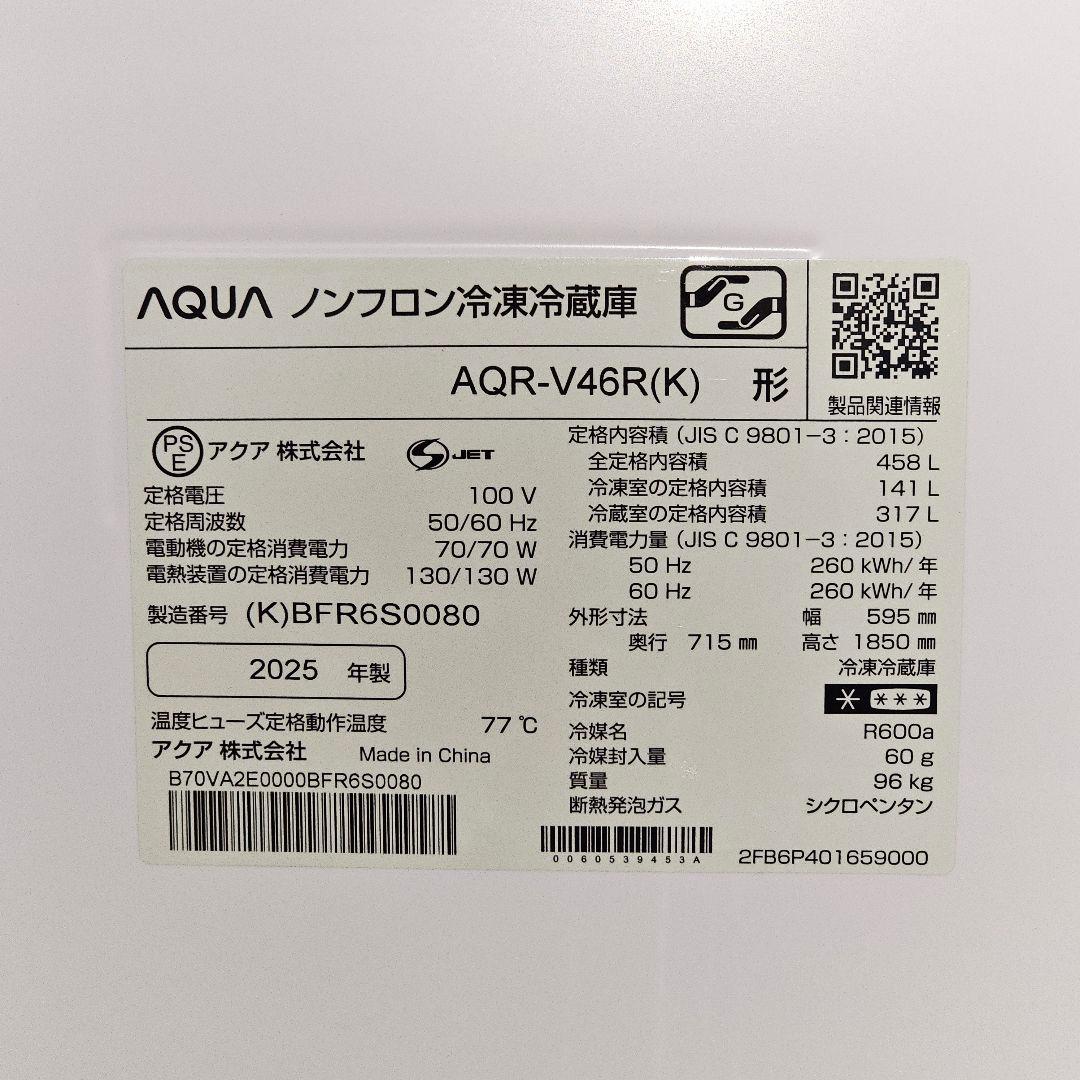 AQUA ノンフロン冷凍冷蔵庫
G
AQR-V46R(K) 形
製品関連情報
PS
E
アクア 株式会社
S JET
定格電圧 100 V
定格周波数 50/60 Hz
電動機の定格消費電力 70/70 W
電熱装置の定格消費電力 130/130 W
製造番号 (K)BFR6S0080
2025 年製
温度ヒューズ定格動作温度 77 ℃
アクア 株式会社 Made in China
B70VA2E0000BFR6S0080
定格内容積 (JIS C 9801-3 : 2015)
全定格内容積 458 L
冷凍室の定格内容積 141 L
冷蔵室の定格内容積 317 L
消費電力量 (JIS C 9801-3 : 2015)
50 Hz 260 kWh/年
60 Hz 260 kWh/年
外形寸法 幅 595 ㎜
奥行 715 ㎜ 高さ 1850 ㎜
種類 冷凍冷蔵庫
冷凍室の記号 * ***
冷媒名 R600a
冷媒封入量 60 g
質量 96 kg
断熱発泡ガス シクロペンタン
0060539453A
2FB6P401659000